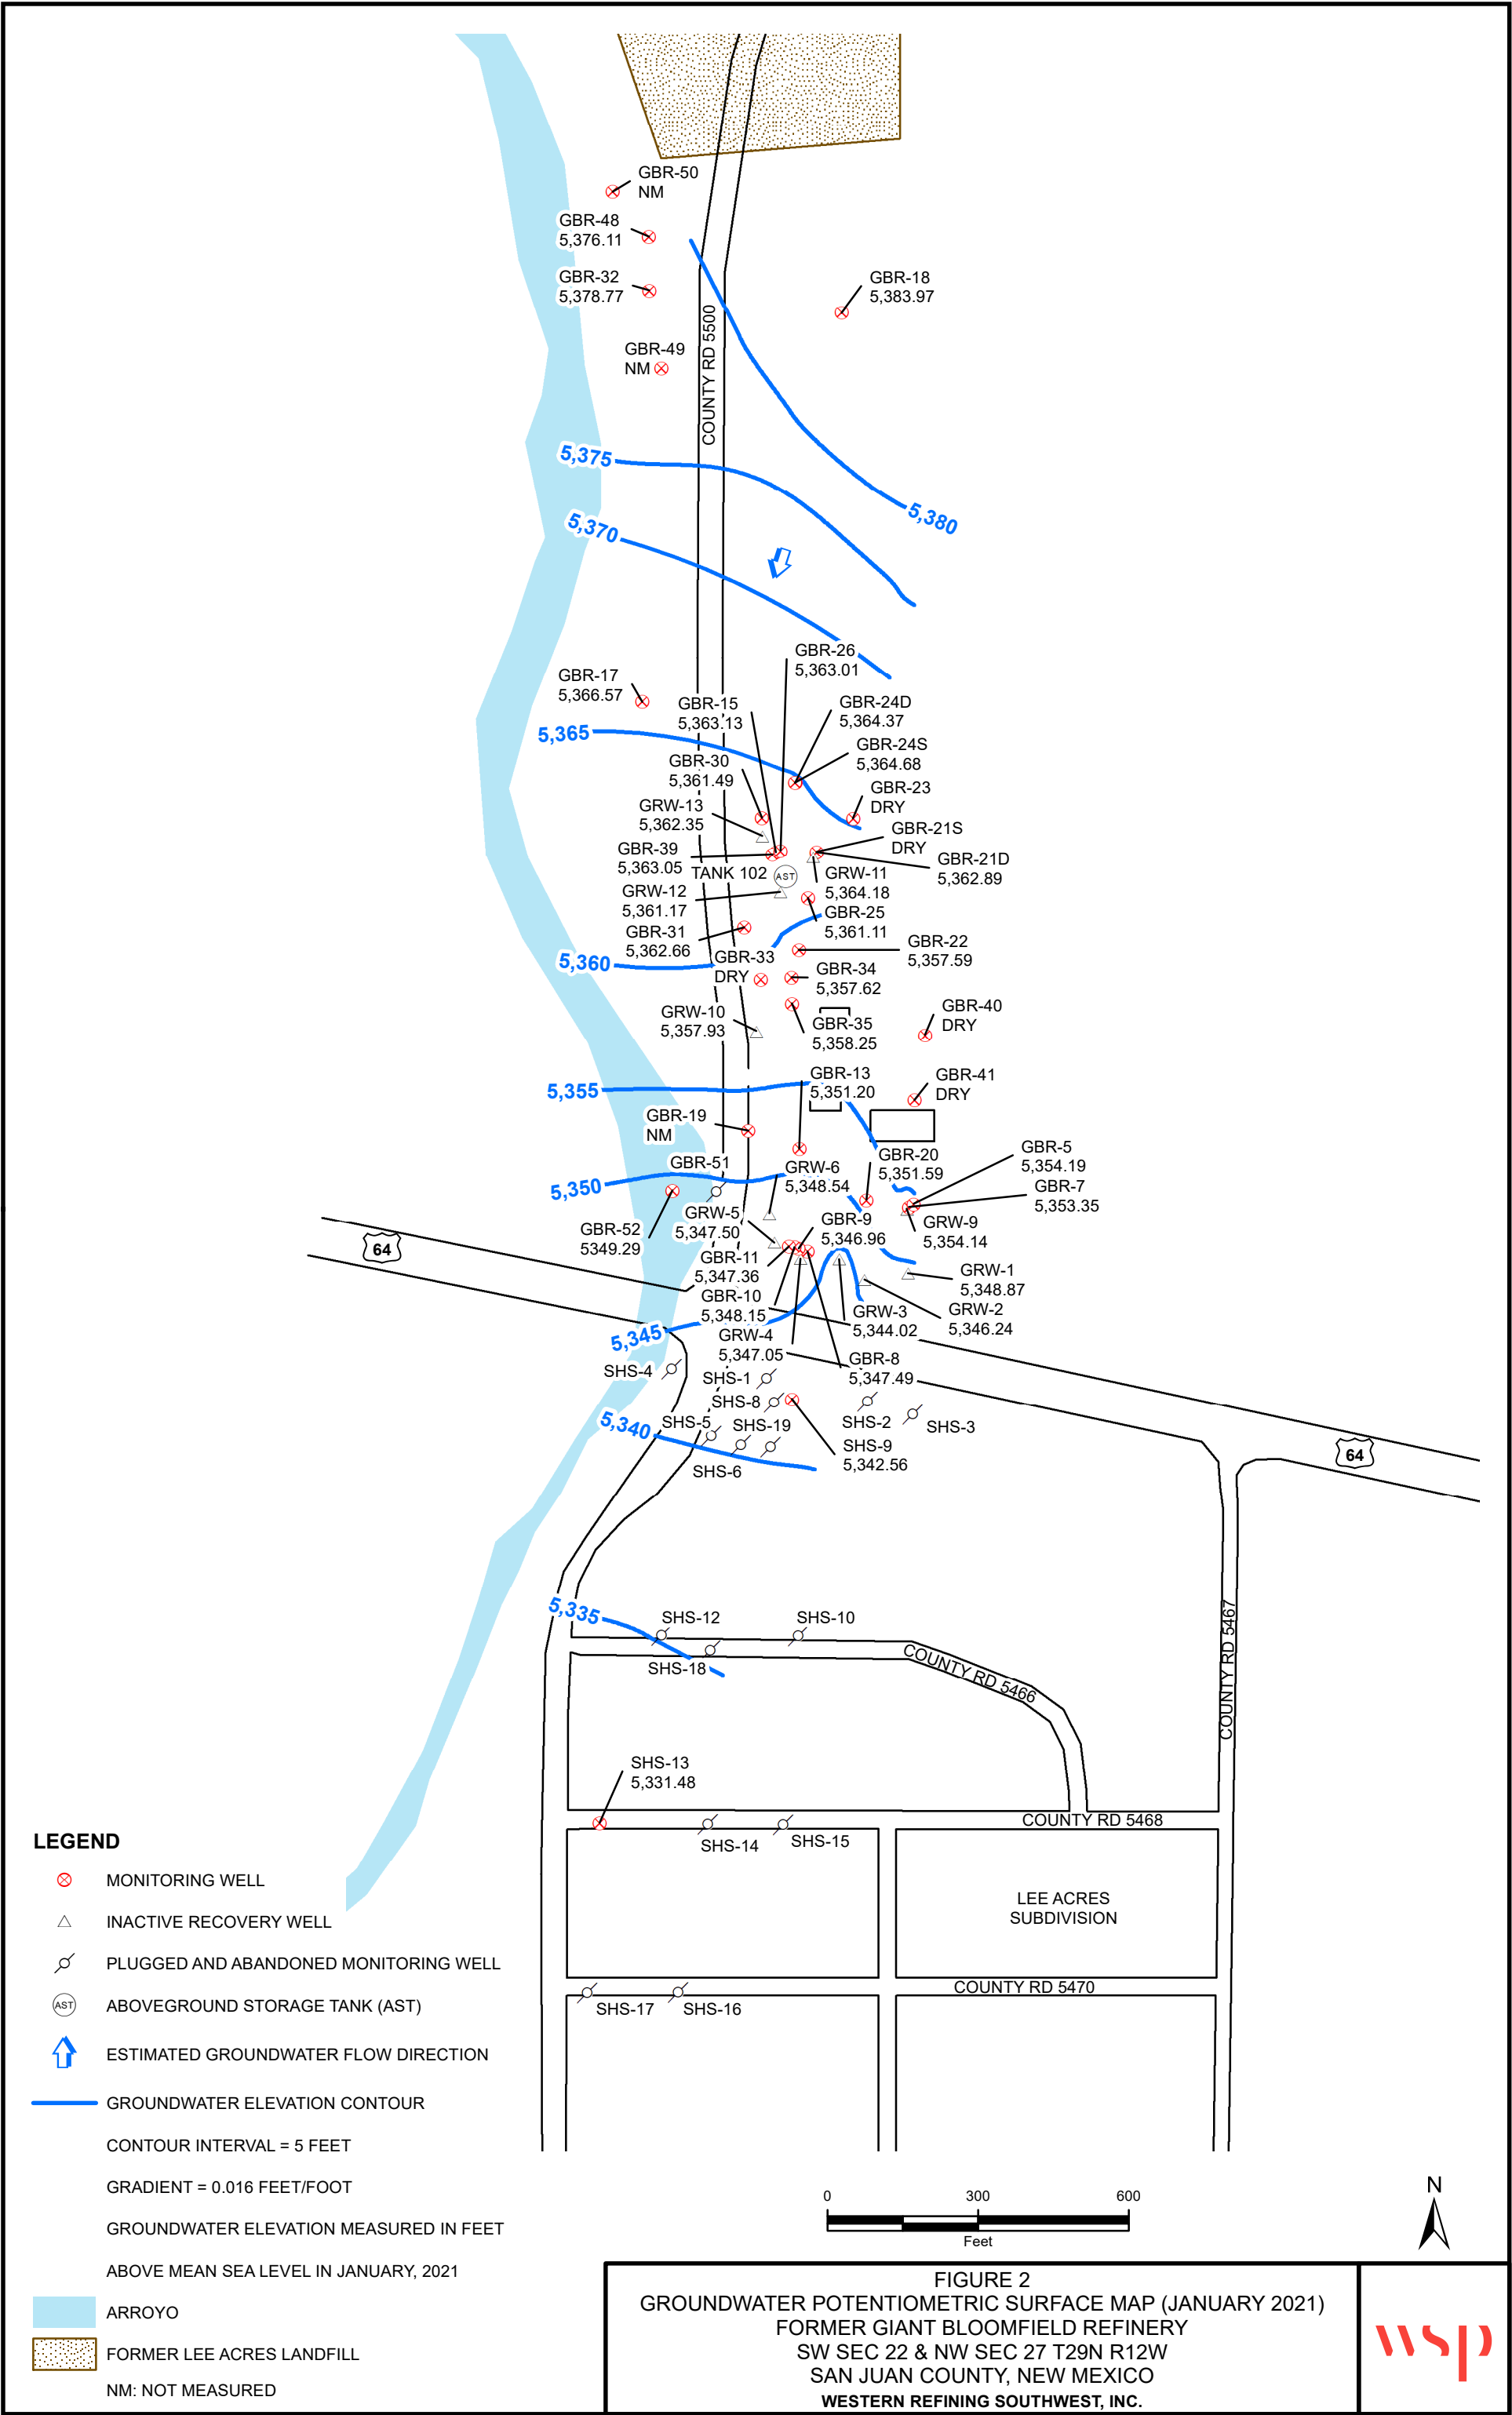 GBR-50
NM
GBR-48
5,376.11
GBR-32
5,378.77
GBR-18
5,383.97
GBR-49
NM
COUNTY RD 5500
5,375
5,380
5,370
GBR-26
5,363.01
GBR-17
5,366.57
GBR-15
5,363.13
GBR-24D
5,364.37
5,365
GBR-24S
5,364.68
GBR-30
5,361.49
GBR-23
DRY
GRW-13
5,362.35
GBR-21S
DRY
GBR-39
5,363.05
GBR-21D
5,362.89
TANK 102
AST
GRW-11
5,364.18
GRW-12
5,361.17
GBR-25
5,361.11
GBR-31
5,362.66
GBR-22
5,357.59
5,360
GBR-33
DRY
GBR-34
5,357.62
GRW-10
5,357.93
GBR-35
5,358.25
GBR-40
DRY
GBR-13
5,351.20
GBR-41
DRY
5,355
GBR-19
NM
GBR-5
5,354.19
GBR-20
5,351.59
GBR-51
GRW-6
5,348.54
GBR-7
5,353.35
5,350
GRW-5
5,347.50
GBR-9
5,346.96
GRW-9
5,354.14
GBR-52
5349.29
64
GBR-11
5,347.36
GRW-1
5,348.87
GBR-10
5,348.15
GRW-3
5,344.02
GRW-2
5,346.24
5,345
GRW-4
5,347.05
GBR-8
5,347.49
SHS-4
SHS-1
SHS-8
SHS-5
SHS-19
SHS-2
SHS-3
5,340
SHS-9
5,342.56
SHS-6
64
5,335
SHS-12
SHS-10
SHS-18
COUNTY RD 5466
COUNTY RD 5467
SHS-13
5,331.48
COUNTY RD 5468
SHS-14
SHS-15
LEE ACRES
SUBDIVISION
COUNTY RD 5470
SHS-17
SHS-16
LEGEND
MONITORING WELL
INACTIVE RECOVERY WELL
PLUGGED AND ABANDONED MONITORING WELL
AST
ABOVEGROUND STORAGE TANK (AST)
ESTIMATED GROUNDWATER FLOW DIRECTION
GROUNDWATER ELEVATION CONTOUR
CONTOUR INTERVAL = 5 FEET
GRADIENT = 0.016 FEET/FOOT
GROUNDWATER ELEVATION MEASURED IN FEET
ABOVE MEAN SEA LEVEL IN JANUARY, 2021
ARROYO
FORMER LEE ACRES LANDFILL
NM: NOT MEASURED
0 300 600
Feet
N
FIGURE 2
GROUNDWATER POTENTIOMETRIC SURFACE MAP (JANUARY 2021)
FORMER GIANT BLOOMFIELD REFINERY
SW SEC 22 & NW SEC 27 T29N R12W
SAN JUAN COUNTY, NEW MEXICO
WESTERN REFINING SOUTHWEST, INC.
wsp